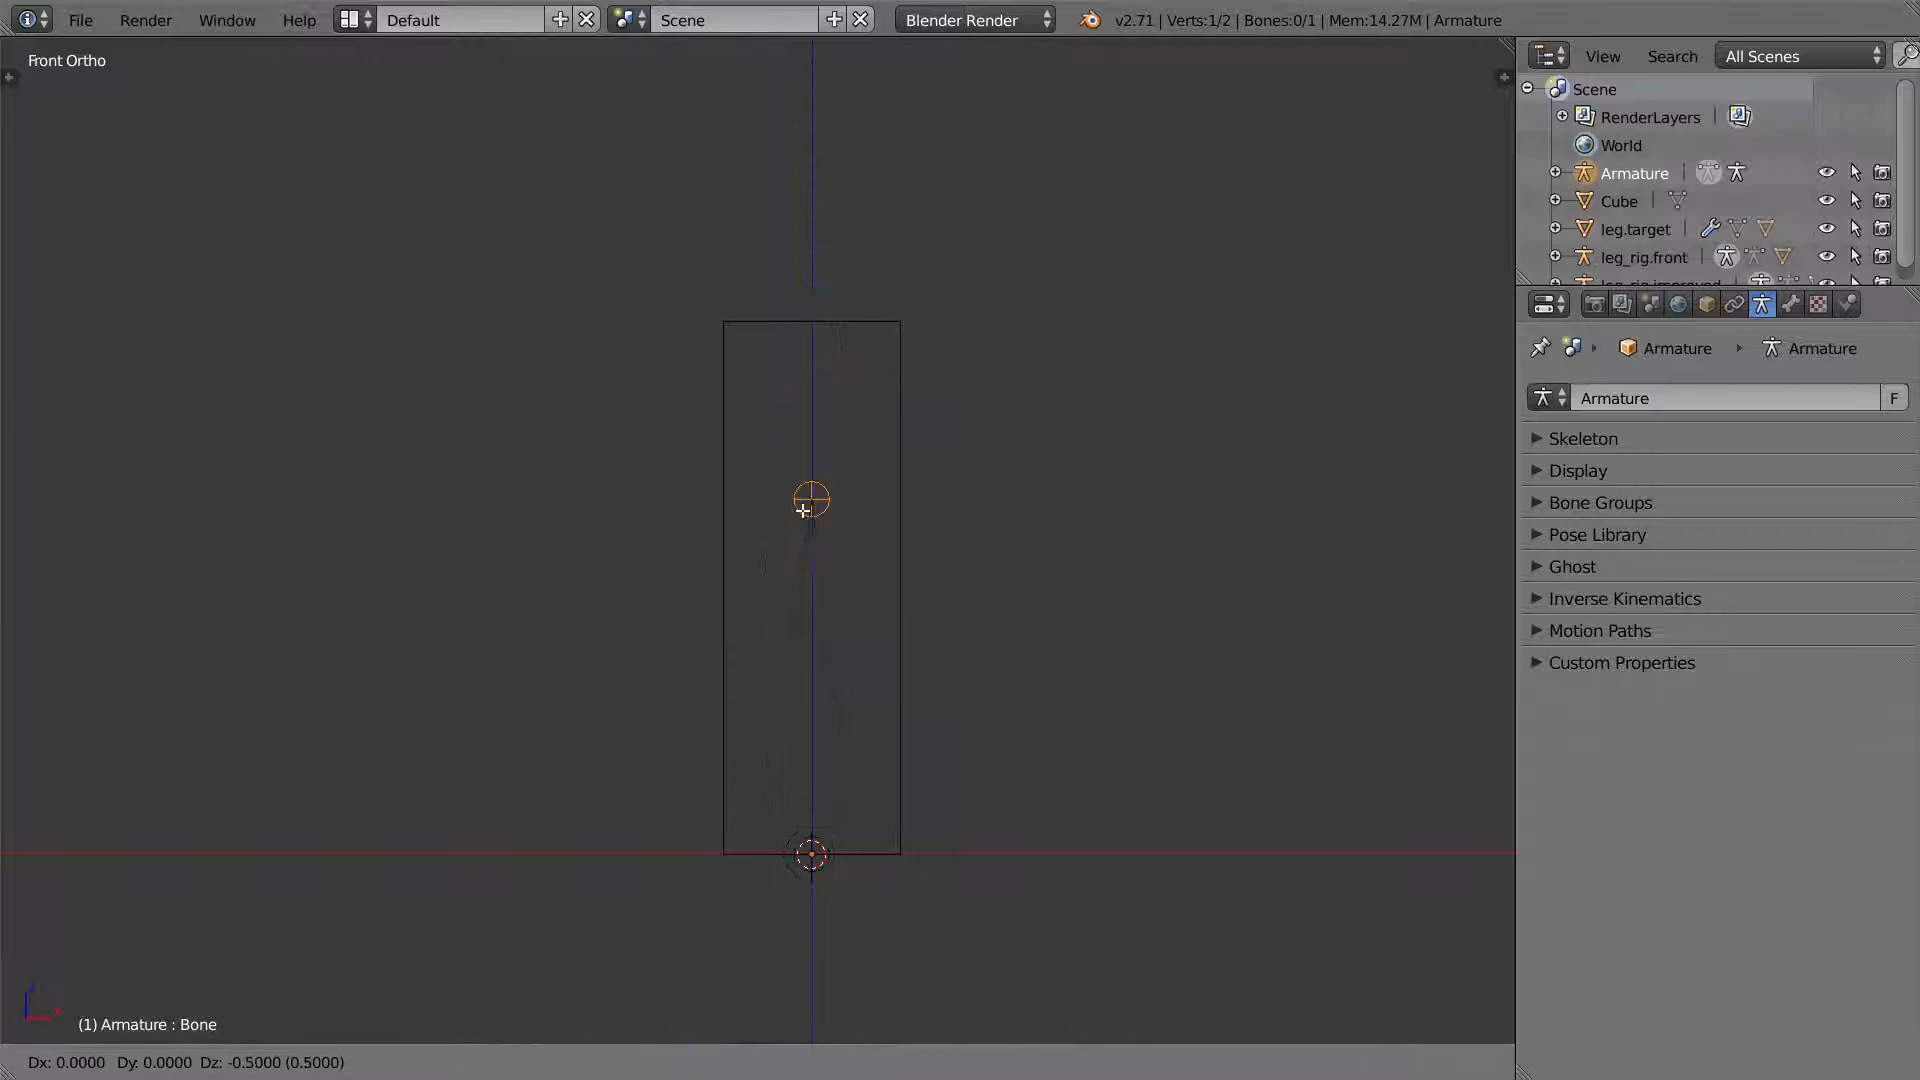 File Render Window Help Default Scene Blender Render v2.71 | Verts:1/2 | Bones:0/1 | Mem:14.27M | Armature
Front Ortho
View Search All Scenes
Scene
RenderLayers
World
Armature
Cube
leg.target
leg_rig.front
Armature Armature
Armature F
Skeleton
Display
Bone Groups
Pose Library
Ghost
Inverse Kinematics
Motion Paths
Custom Properties
x
(1) Armature : Bone
Dx: 0.0000 Dy: 0.0000 Dz: -0.5000 (0.5000)